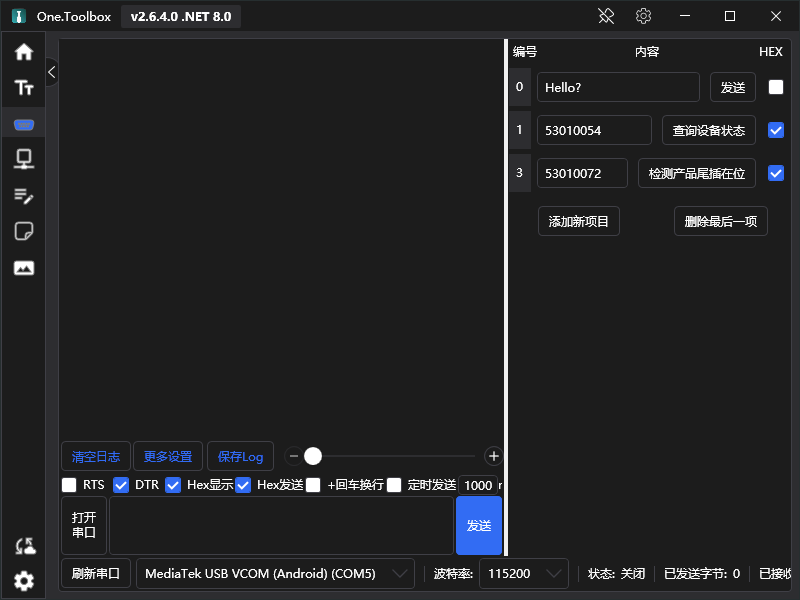 One.Toolbox v2.6.4.0 .NET 8.0
编号 内容 HEX
0 Hello? 发送
1 53010054 查询设备状态
3 53010072 检测产品尾插在位
添加新项目 删除最后一项
清空日志 更多设置 保存Log
RTS DTR Hex显示 Hex发送 +回车换行 定时发送 1000
打开
串口
发送
刷新串口 MediaTek USB VCOM (Android) (COM5) 波特率: 115200 状态: 关闭 已发送字节: 0 已接收